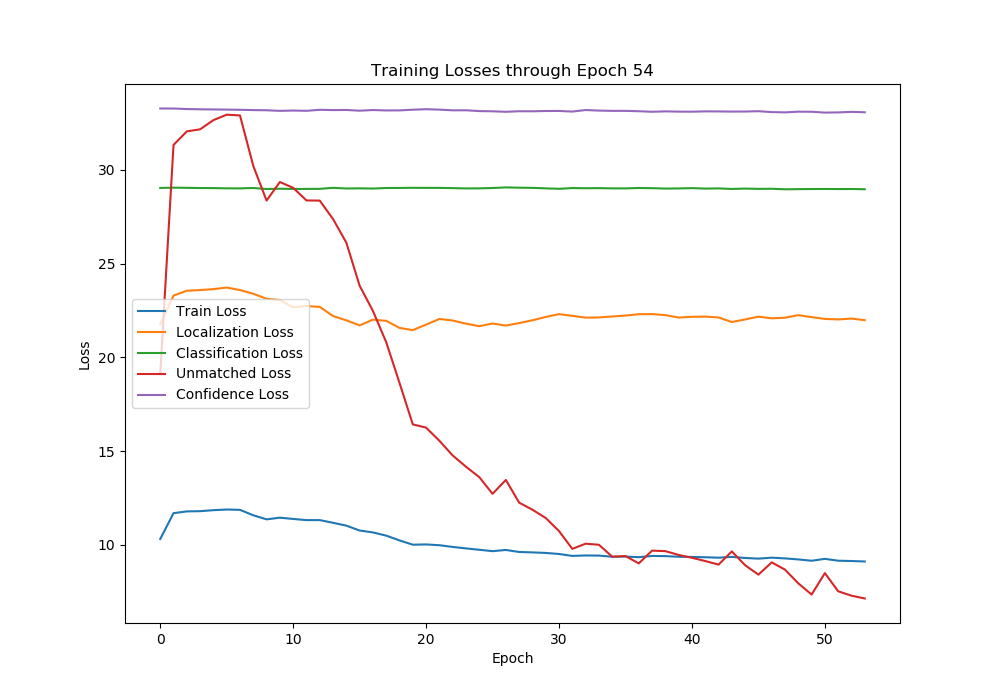 Training Losses through Epoch 54
Loss
30
25
20
15
10
Train Loss
Localization Loss
Classification Loss
Unmatched Loss
Confidence Loss
0 10 20 30 40 50
Epoch